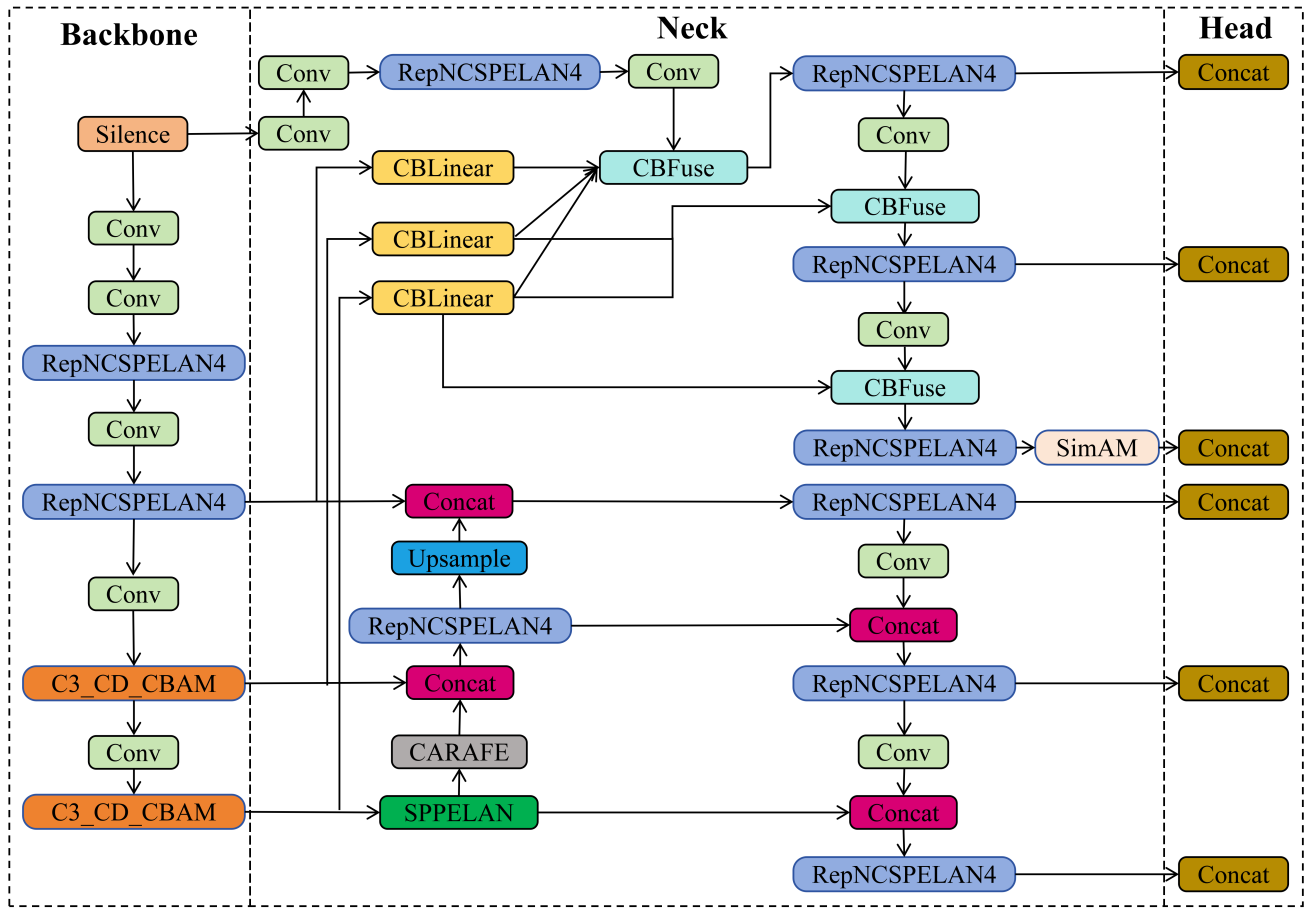 Backbone
Silence
Conv
Conv
RepNCSPELAN4
Conv
RepNCSPELAN4
Conv
C3_CD_CBAM
Conv
C3_CD_CBAM
Neck
Conv
RepNCSPELAN4
Conv
Conv
CBLinear
CBFuse
CBLinear
CBLinear
Concat
Upsample
RepNCSPELAN4
Concat
CARAFE
SPPELAN
RepNCSPELAN4
Conv
CBFuse
RepNCSPELAN4
Conv
CBFuse
RepNCSPELAN4
SimAM
RepNCSPELAN4
Conv
Concat
RepNCSPELAN4
Conv
Concat
RepNCSPELAN4
Head
Concat
Concat
Concat
Concat
Concat
Concat